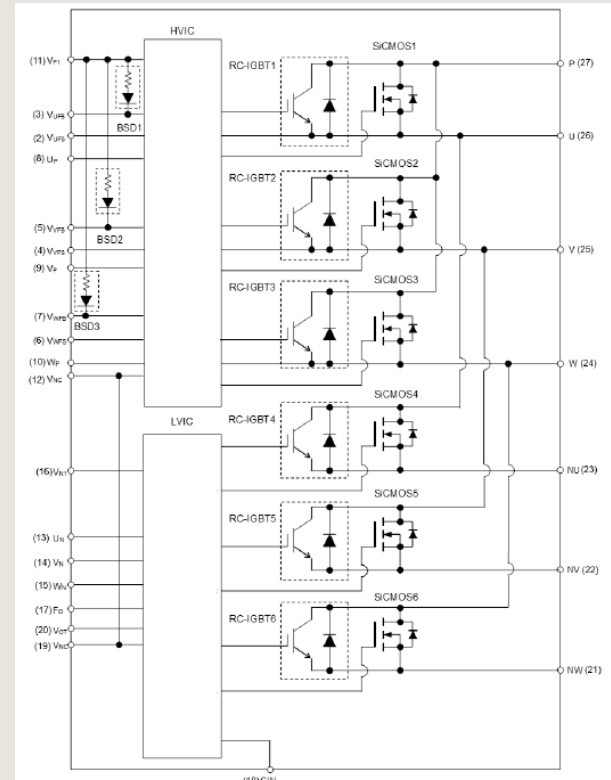 HVIC
SiCMOS1
RC-IGBT1
(11) VP1
P (27)
(3) VUFB
BSD1
(2) VUFS
U (26)
(8) UP
SiCMOS2
RC-IGBT2
(5) VVFB
BSD2
(4) VVFS
V (25)
(9) VP
SiCMOS3
RC-IGBT3
(7) VWFB
BSD3
(6) VWFS
(10) WP
W (24)
(12) VNC
SiCMOS4
LVIC
RC-IGBT4
(16) VN1
NU (23)
SiCMOS5
RC-IGBT5
(13) UN
(14) VN
NV (22)
(15) WN
SiCMOS6
(17) FO
RC-IGBT6
(20) VOT
(19) VNC
NW (21)